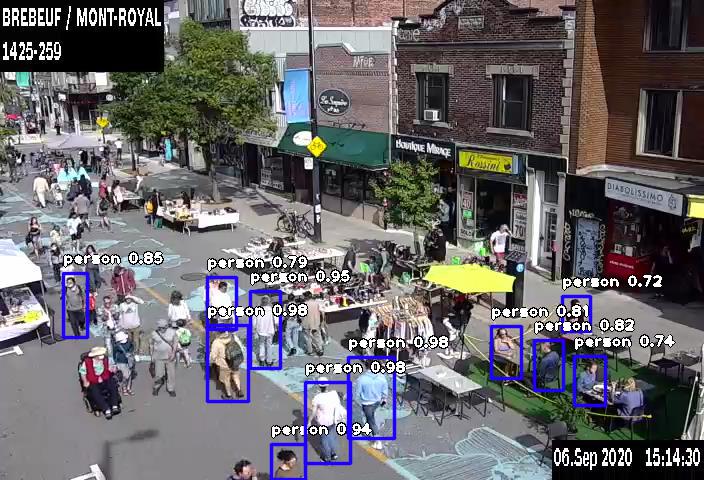 BREBEUF / MONT-ROYAL
1425-259
BOUTIQUE MIRAGE
Rossini
DIABOLISSIMO
70
person 0.85
person 0.79
person 0.95
person 0.98
person 0.72
person 0.81
person 0.82
person 0.98
person 0.74
person 0.98
person 0.94
06.Sep 2020 15:14:30